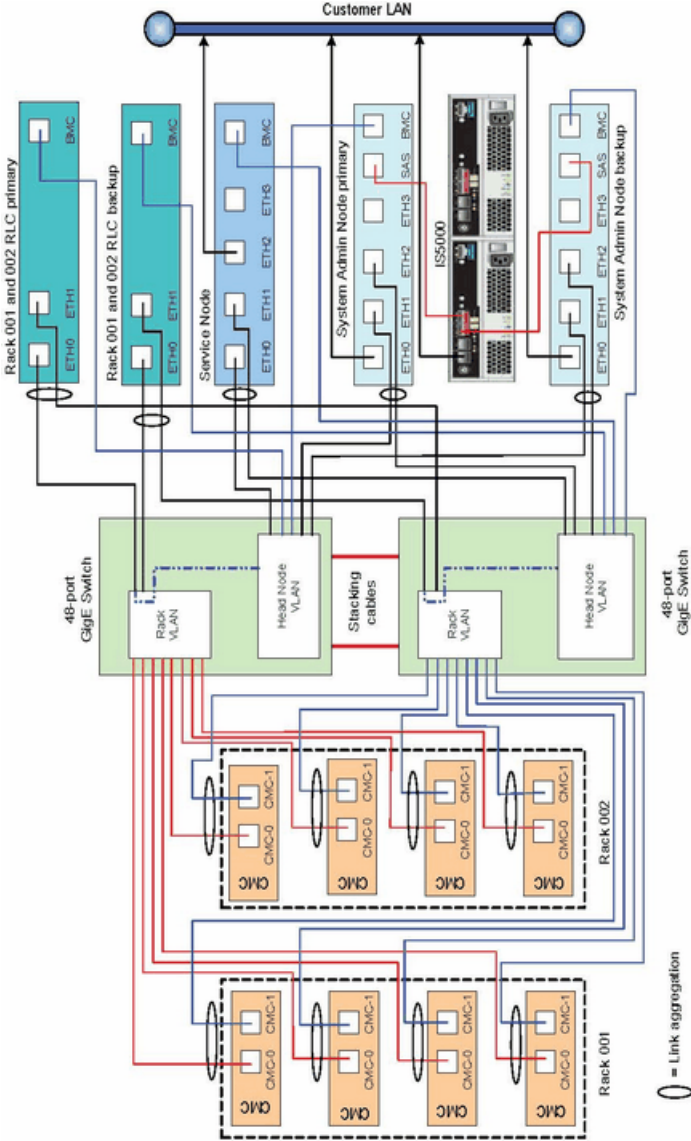 Customer LAN
Rack 001 and 002 RLC primary
ETH0
ETH1
BMC
Rack 001 and 002 RLC backup
ETH0
ETH1
BMC
Service Node
ETH0
ETH1
ETH2
ETH3
BMC
System Admin Node primary
ETH0
ETH1
ETH2
ETH3
SAS
BMC
IS5000
System Admin Node backup
ETH0
ETH1
ETH2
ETH3
SAS
BMC
48-port
GigE Switch
Rack
VLAN
Head Node
VLAN
Stacking
cables
Rack
VLAN
Head Node
VLAN
48-port
GigE Switch
CMC
CMC-0
CMC-1
CMC
CMC-0
CMC-1
CMC
CMC-0
CMC-1
CMC
CMC-0
CMC-1
Rack 002
CMC
CMC-0
CMC-1
CMC
CMC-0
CMC-1
CMC
CMC-0
CMC-1
CMC
CMC-0
CMC-1
Rack 001
= Link aggregation